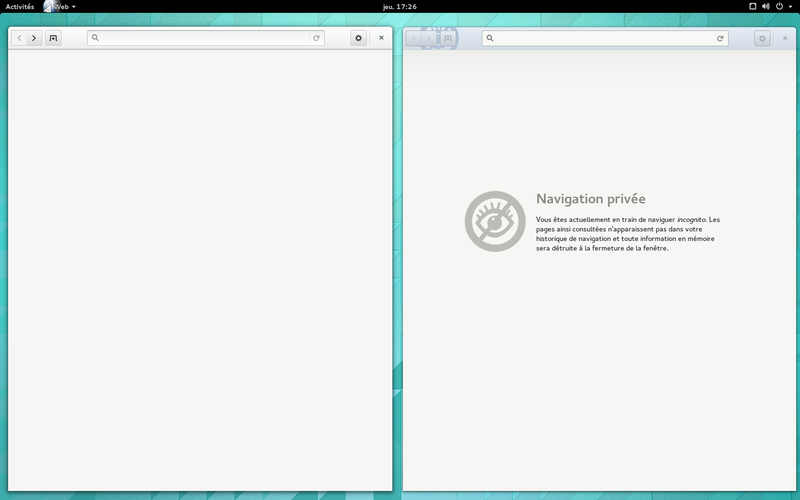 Activités
Web
jeu, 17:26
Navigation privée
Vous êtes actuellement en train de naviguer incognito. Les
pages ainsi consultées n'apparaissent pas dans votre
historique de navigation et toute information en mémoire
sera détruite à la fermeture de la fenêtre.